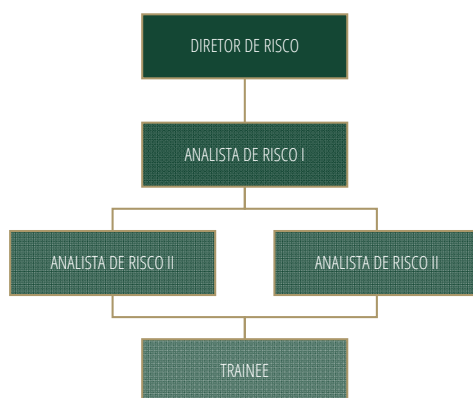 DIRETOR DE RISCO
ANALISTA DE RISCO I
ANALISTA DE RISCO II
ANALISTA DE RISCO II
TRAINEE